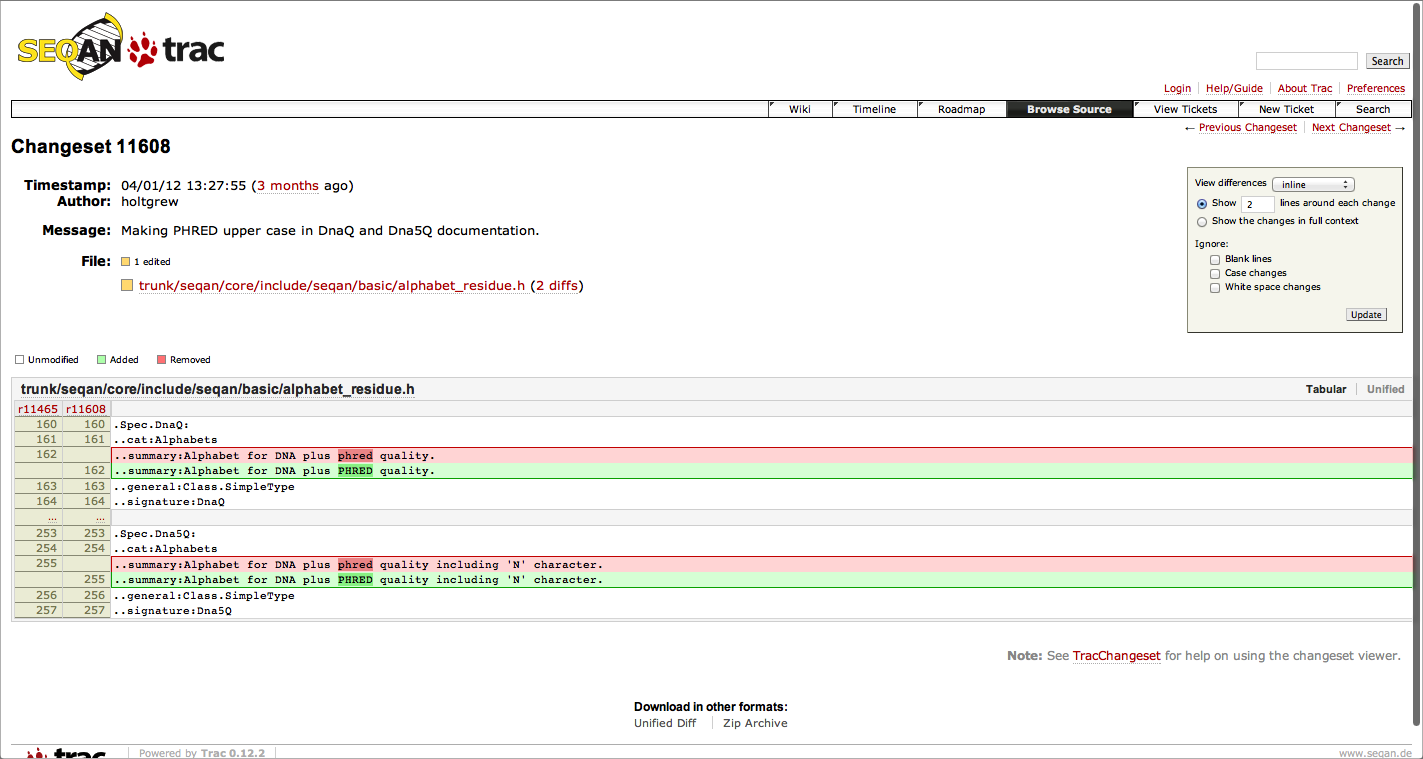 SEQAN trac
Search
Login Help/Guide About Trac Preferences
Wiki Timeline Roadmap Browse Source View Tickets New Ticket Search
← Previous Changeset Next Changeset →
Changeset 11608
Timestamp: 04/01/12 13:27:55 (3 months ago)
Author: holtgrew
Message: Making PHRED upper case in DnaQ and Dna5Q documentation.
File: 1 edited
trunk/seqan/core/include/seqan/basic/alphabet_residue.h (2 diffs)
View differences inline
Show 2 lines around each change
Show the changes in full context
Ignore:
Blank lines
Case changes
White space changes
Update
Unmodified Added Removed
trunk/seqan/core/include/seqan/basic/alphabet_residue.h Tabular Unified
r11465 r11608
160 160 .Spec.DnaQ:
161 161 ..cat:Alphabets
162 ..summary:Alphabet for DNA plus phred quality.
162 ..summary:Alphabet for DNA plus PHRED quality.
163 163 ..general:Class.SimpleType
164 164 ..signature:DnaQ
… …
253 253 .Spec.Dna5Q:
254 254 ..cat:Alphabets
255 ..summary:Alphabet for DNA plus phred quality including 'N' character.
255 ..summary:Alphabet for DNA plus PHRED quality including 'N' character.
256 256 ..general:Class.SimpleType
257 257 ..signature:Dna5Q
Note: See TracChangeset for help on using the changeset viewer.
Download in other formats:
Unified Diff Zip Archive
trac Powered by Trac 0.12.2 www.seqan.de